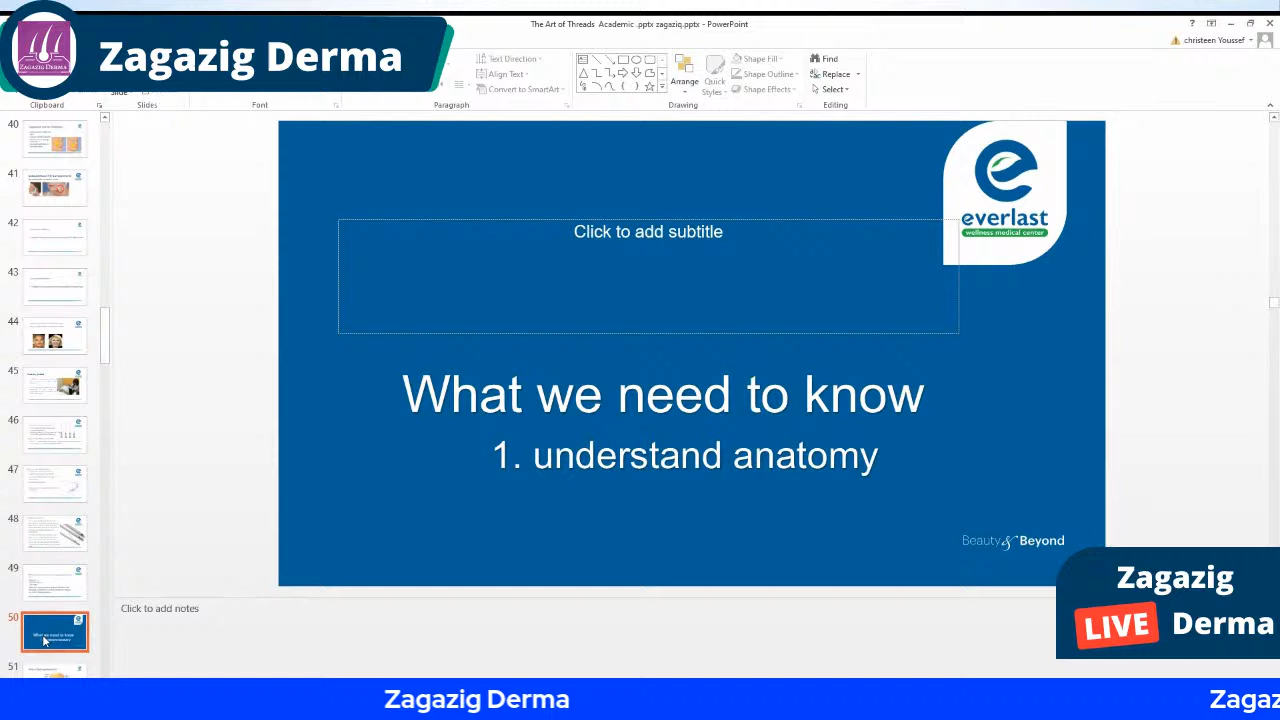 The Art of Threads Academic .pptx zagaziq.pptx - PowerPoint
christeen Youssef
ZAGAZIG DERMA
Zagazig Derma
Text Direction
Align Text
Convert to SmartArt
Arrange
Quick
Styles
Shape Fill
Shape Outline
Shape Effects
Find
Replace
Select
Clipboard
Slides
Font
Paragraph
Drawing
Editing
40
41
42
43
44
45
46
47
48
49
50
51
Click to add subtitle
everlast
wellness medical center
What we need to know
1. understand anatomy
Beauty & Beyond
Click to add notes
Zagazig
LIVE Derma
Zagazig Derma
Zagaz